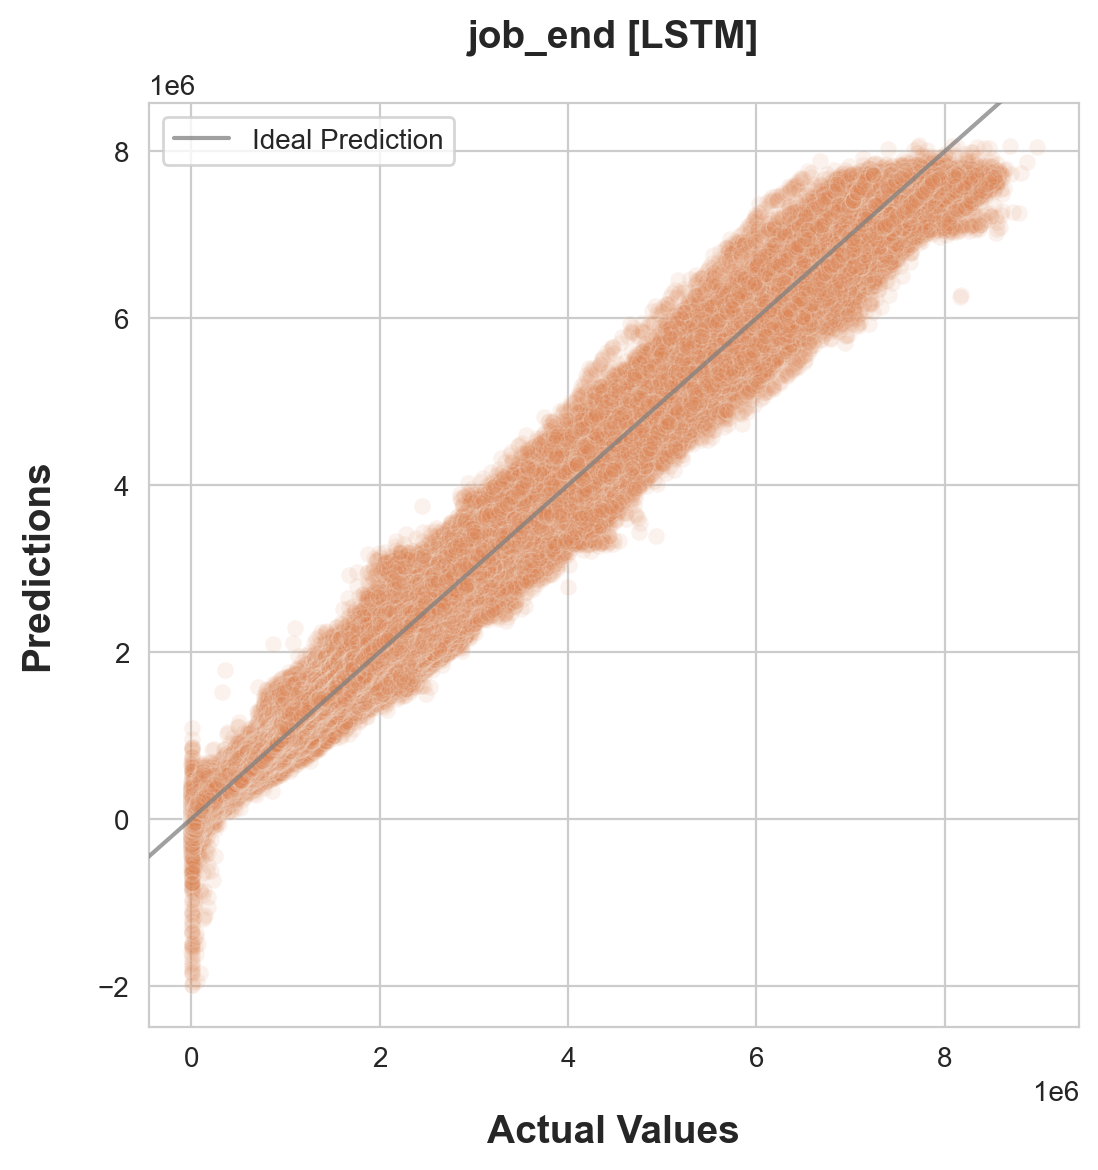 job_end [LSTM]
1e6
Ideal Prediction
8
6
4
2
0
−2
Predictions
0 2 4 6 8
1e6
Actual Values